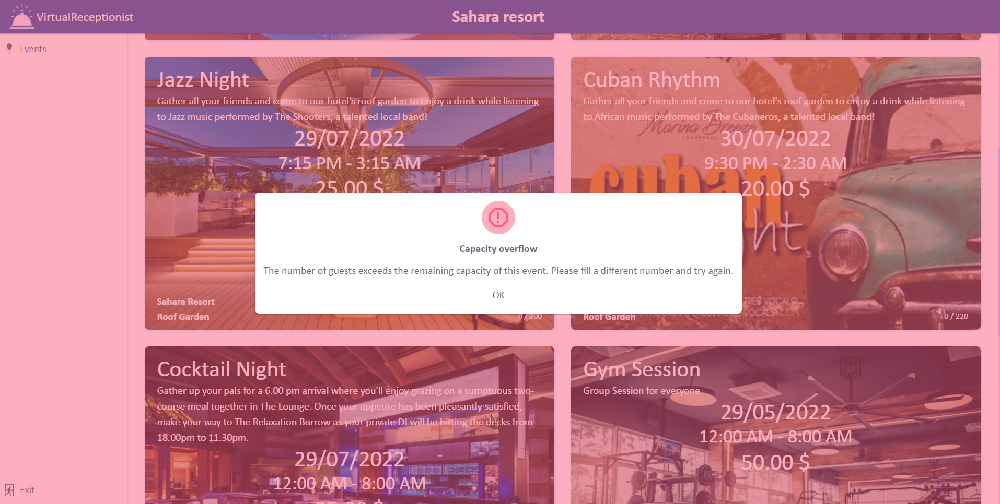 VirtualReceptionist
Sahara resort
Events
Jazz Night
Gather all your friends and come to our hotel's roof garden to enjoy a drink while listening
to Jazz music performed by The Shooters, a talented local band!
29/07/2022
7:15 PM - 3:15 AM
25.00 $
Sahara Resort
Roof Garden
0 / 200
Cuban Rhythm
Gather all your friends and come to our hotel's roof garden to enjoy a drink while listening
to African music performed by The Cubaneros, a talented local band!
Marina Breeze
30/07/2022
9:30 PM - 2:30 AM
cuban
20.00 $
ght
TRES VOCALS)
VOCALS)
Roof Garden
0 / 220
Capacity overflow
The number of guests exceeds the remaining capacity of this event. Please fill a different number and try again.
OK
Cocktail Night
Gather up your pals for a 6.00 pm arrival where you'll enjoy grazing on a sumptuous two-
course meal together in The Lounge. Once your appetite has been pleasantly satisfied,
make your way to The Relaxation Burrow as your private DJ will be hitting the decks from
18.00pm to 11.30pm.
29/07/2022
12:00 AM - 8:00 AM
Gym Session
Group Session for everyone
29/05/2022
12:00 AM - 8:00 AM
50.00 $
Exit